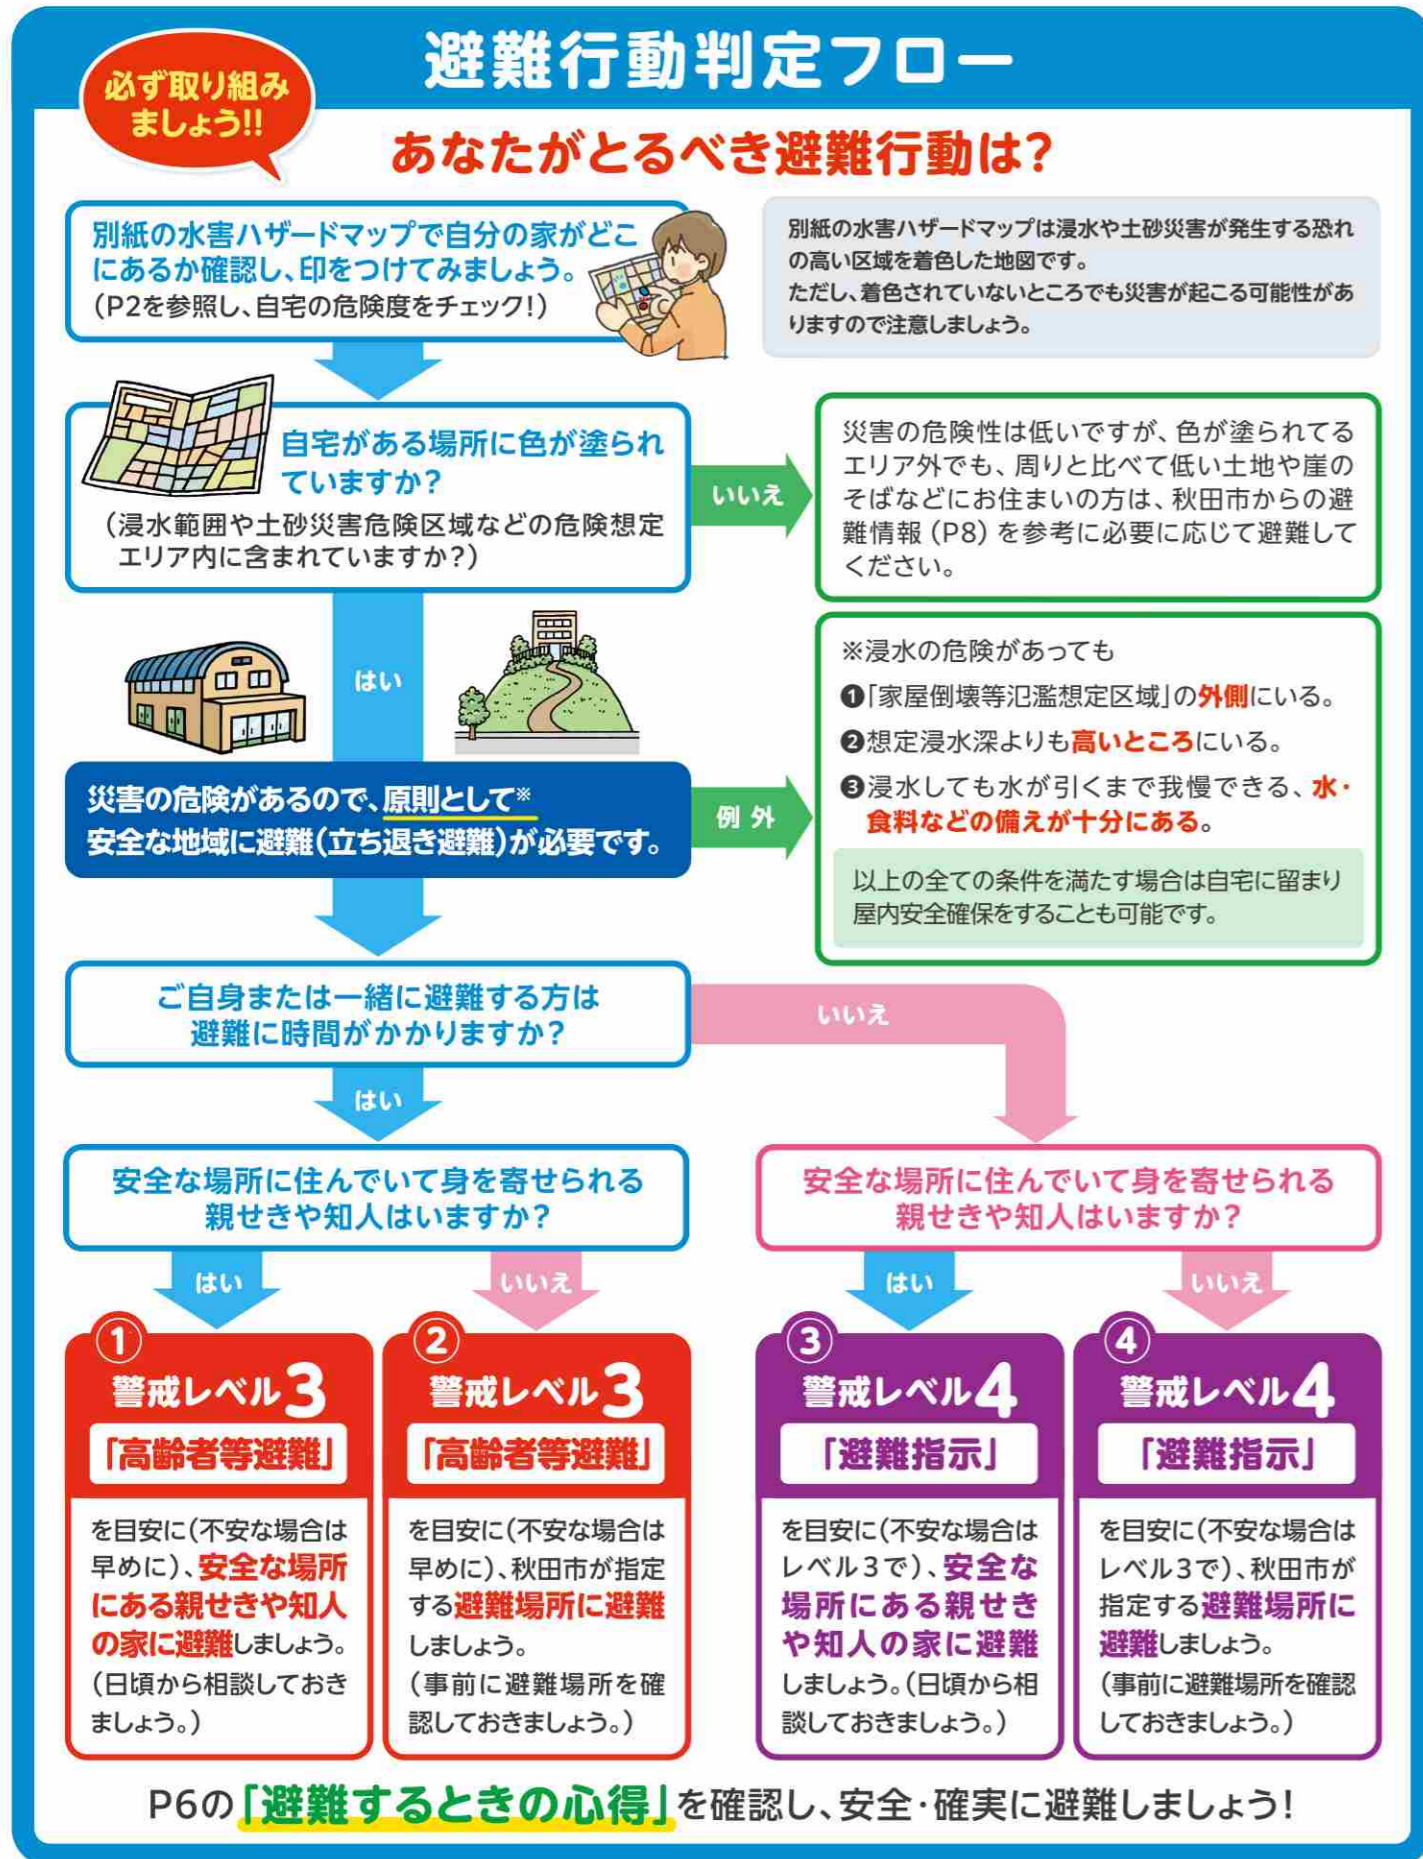 避難行動判定フロー
必ず取り組み
ましょう!!
あなたがとるべき避難行動は?
別紙の水害ハザードマップで自分の家がどこ
にあるか確認し、印をつけてみましょう。
(P2を参照し、自宅の危険度をチェック!)
別紙の水害ハザードマップは浸水や土砂災害が発生する恐れ
の高い区域を着色した地図です。
ただし、着色されていないところでも災害が起こる可能性があ
りますので注意しましょう。
自宅がある場所に色が塗られ
ていますか?
(浸水範囲や土砂災害危険区域などの危険想定
エリア内に含まれていますか?)
いいえ
災害の危険性は低いですが、色が塗られてる
エリア外でも、周りと比べて低い土地や崖の
そばなどにお住まいの方は、秋田市からの避
難情報(P8)を参考に必要に応じて避難して
ください。
はい
災害の危険があるので、原則として※
安全な地域に避難(立ち退き避難)が必要です。
例外
※浸水の危険があっても
❶「家屋倒壊等氾濫想定区域」の外側にいる。
❷想定浸水深よりも高いところにいる。
❸浸水しても水が引くまで我慢できる、水・
食料などの備えが十分にある。
以上の全ての条件を満たす場合は自宅に留まり
屋内安全確保をすることも可能です。
ご自身または一緒に避難する方は
避難に時間がかかりますか?
いいえ
はい
安全な場所に住んでいて身を寄せられる
親せきや知人はいますか?
安全な場所に住んでいて身を寄せられる
親せきや知人はいますか?
はい
いいえ
はい
いいえ
①
警戒レベル3
「高齢者等避難」
を目安に(不安な場合は
早めに)、安全な場所
にある親せきや知人
の家に避難しましょう。
(日頃から相談しておき
ましょう。)
②
警戒レベル3
「高齢者等避難」
を目安に(不安な場合は
早めに)、秋田市が指定
する避難場所に避難
しましょう。
(事前に避難場所を確
認しておきましょう。)
③
警戒レベル4
「避難指示」
を目安に(不安な場合は
レベル3で)、安全な
場所にある親せき
や知人の家に避難
しましょう。(日頃から相
談しておきましょう。)
④
警戒レベル4
「避難指示」
を目安に(不安な場合は
レベル3で)、秋田市が
指定する避難場所に
避難しましょう。
(事前に避難場所を確認
しておきましょう。)
P6の「避難するときの心得」を確認し、安全・確実に避難しましょう!